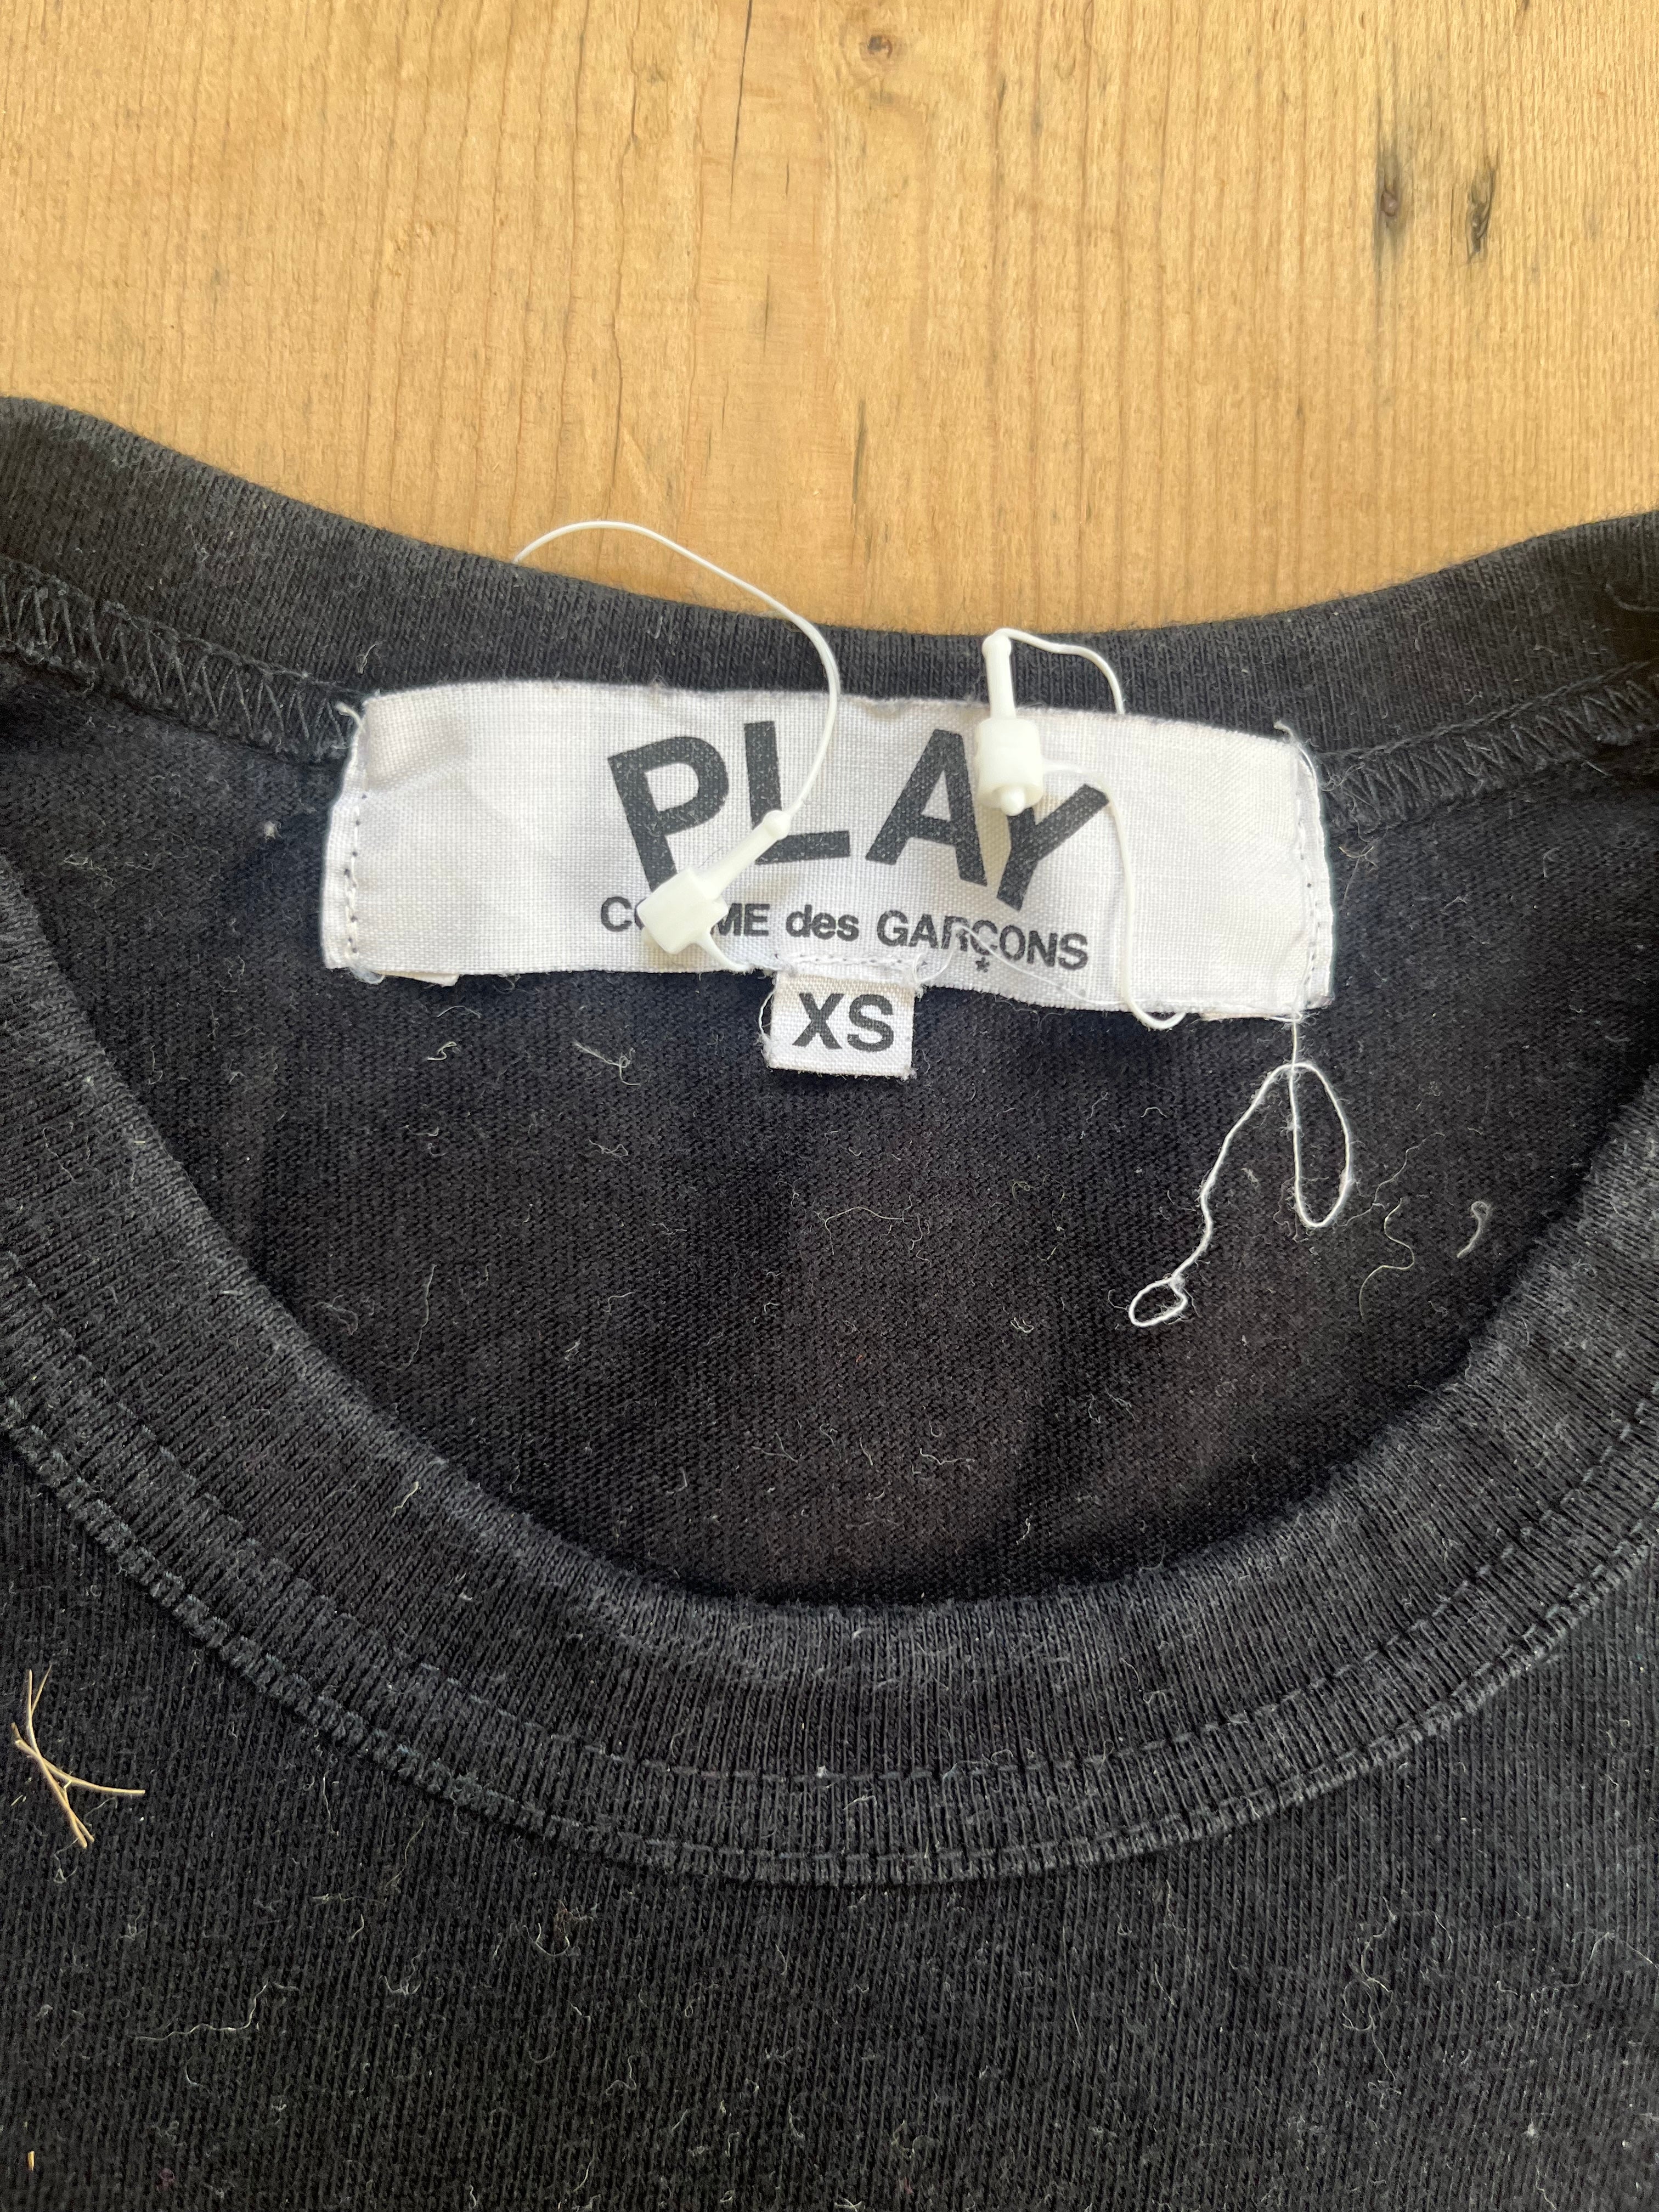 PLAY
COMME des GARÇONS
*
XS